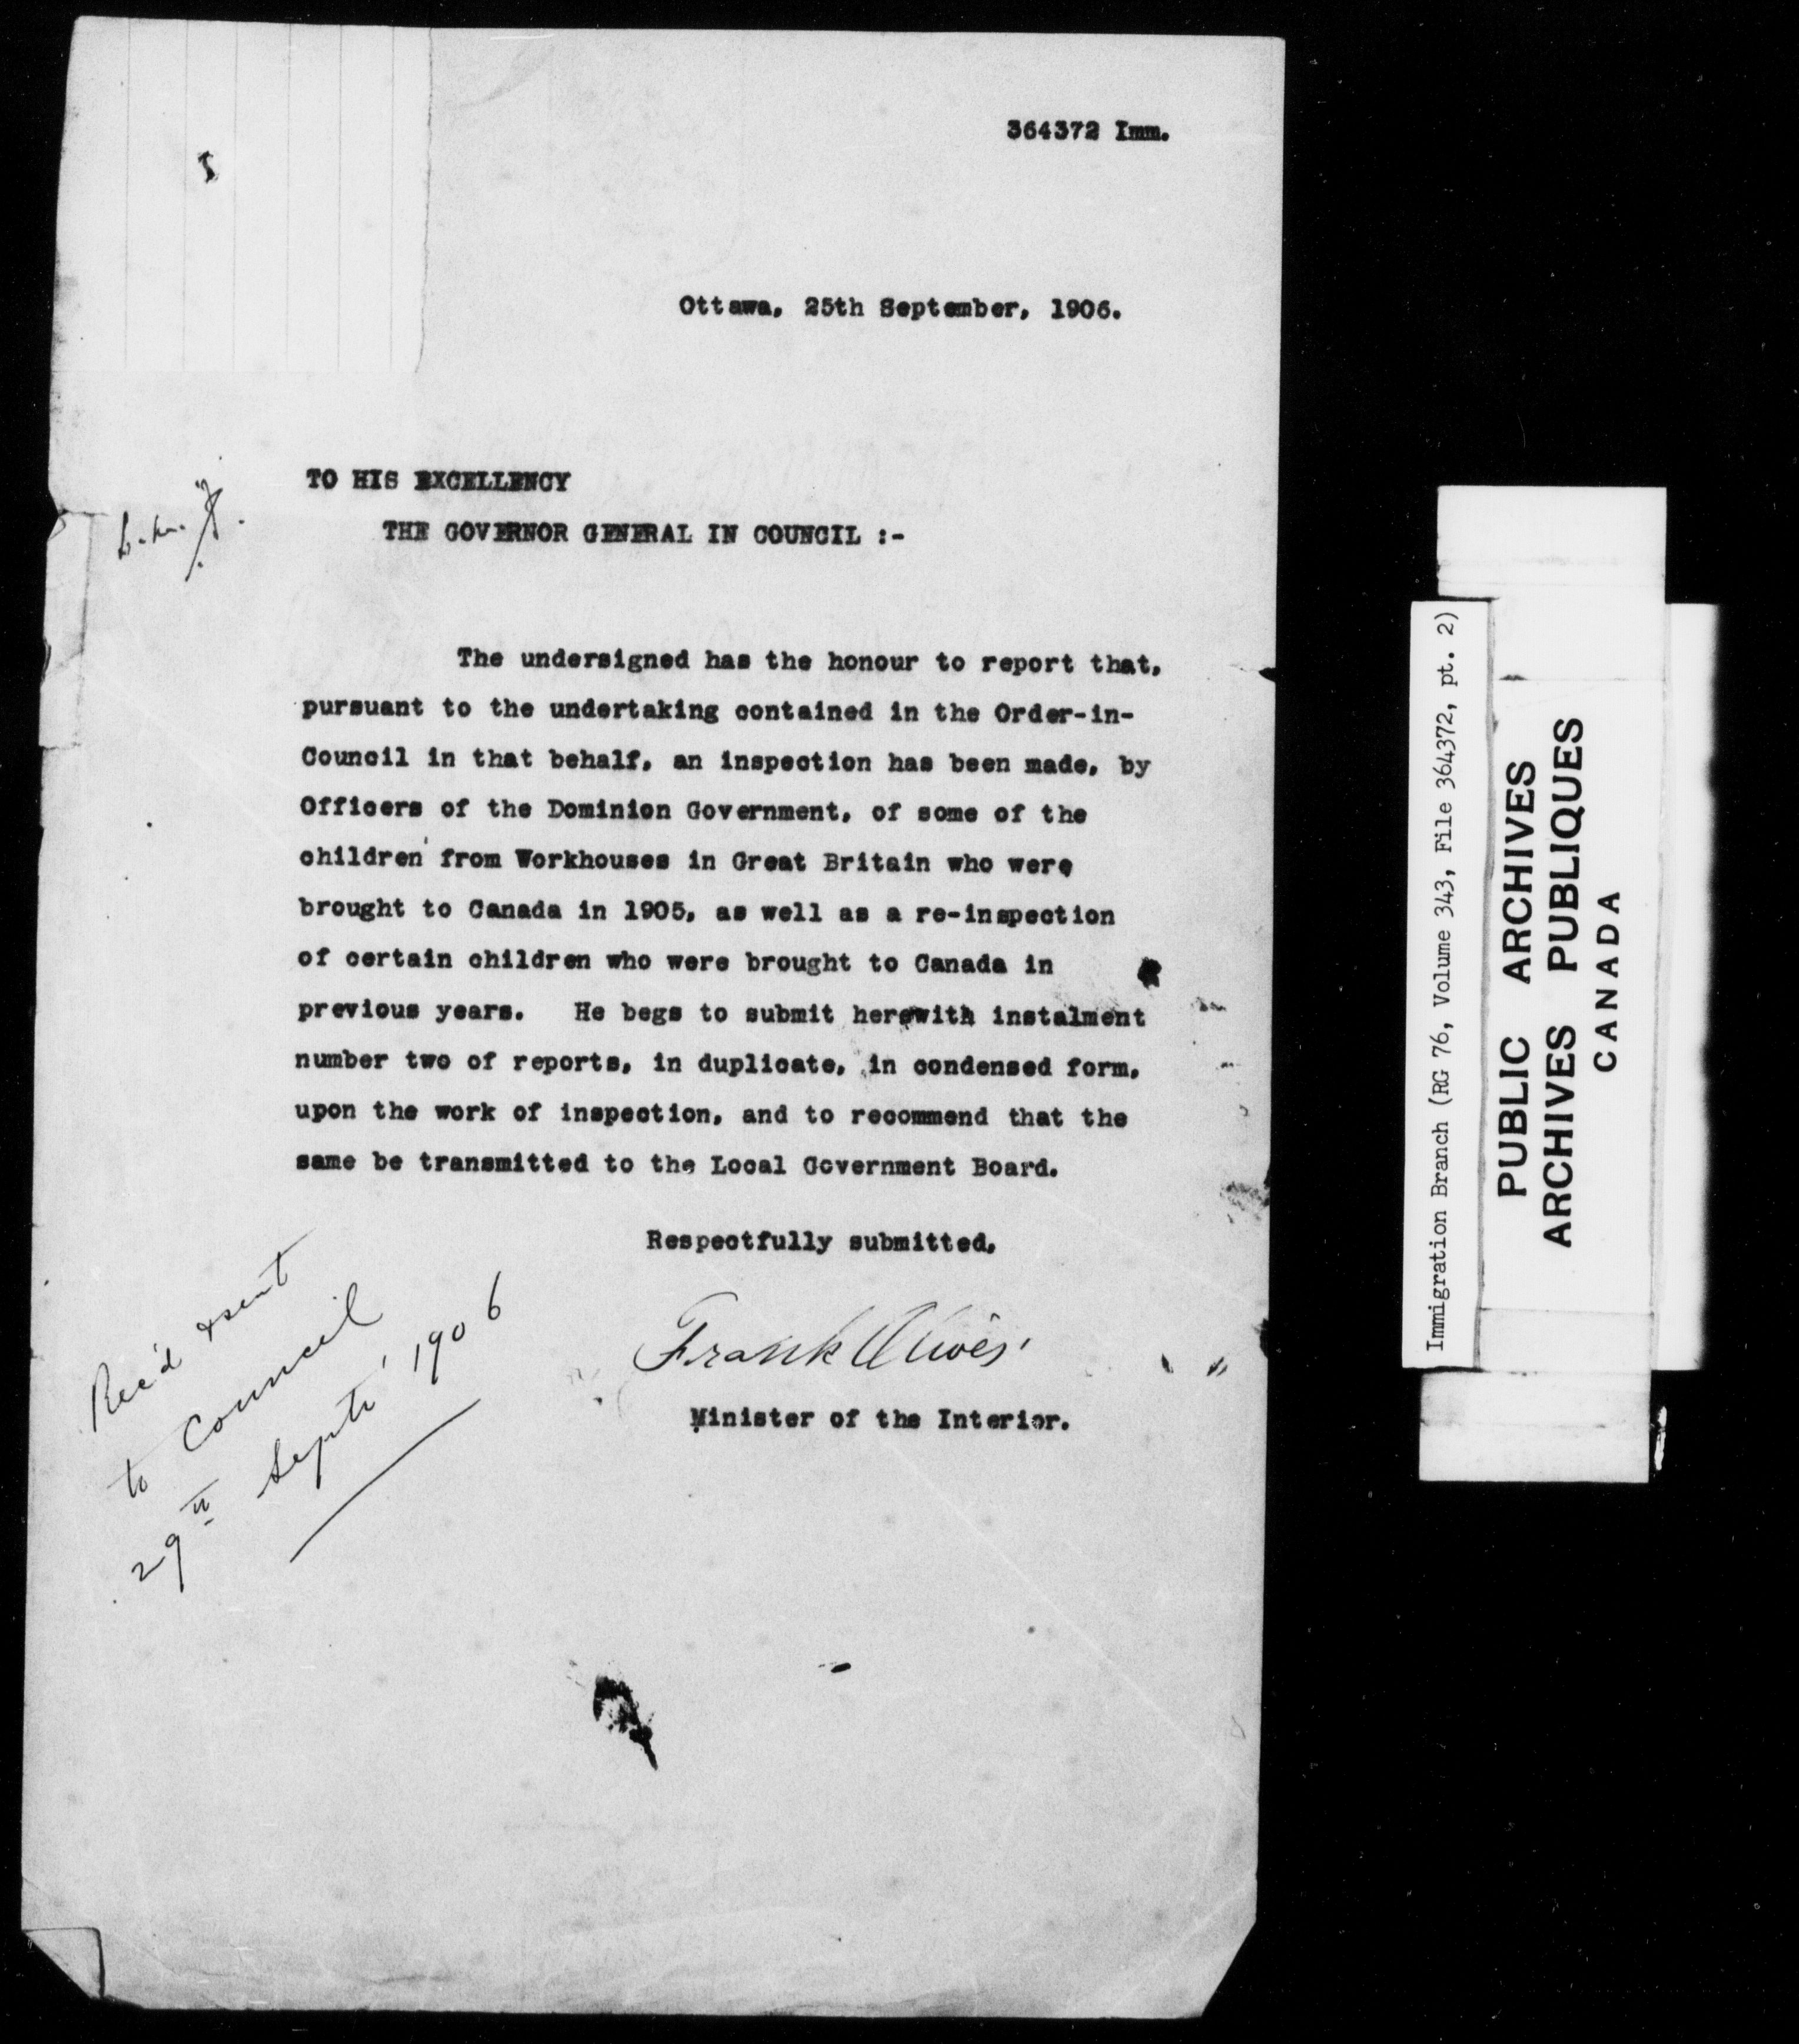 364372 Imm.
Ottawa, 25th September, 1906.
TO HIS EXCELLENCY
THE GOVERNOR GENERAL IN COUNCIL :-
The undersigned has the honour to report that,
pursuant to the undertaking contained in the Order-in-
Council in that behalf, an inspection has been made, by
Officers of the Dominion Government, of some of the
children from Workhouses in Great Britain who were
brought to Canada in 1905, as well as a re-inspection
of certain children who were brought to Canada in
previous years. He begs to submit herewith instalment
number two of reports, in duplicate, in condensed form,
upon the work of inspection, and to recommend that the
same be transmitted to the Local Government Board.
Respectfully submitted,
Frank Oliver
Minister of the Interior.
Rec'd & sent
to Council
29th Sept. 1906
Immigration Branch (RG 76, Volume 343, File 364372, pt. 2)
PUBLIC ARCHIVES
ARCHIVES PUBLIQUES
CANADA